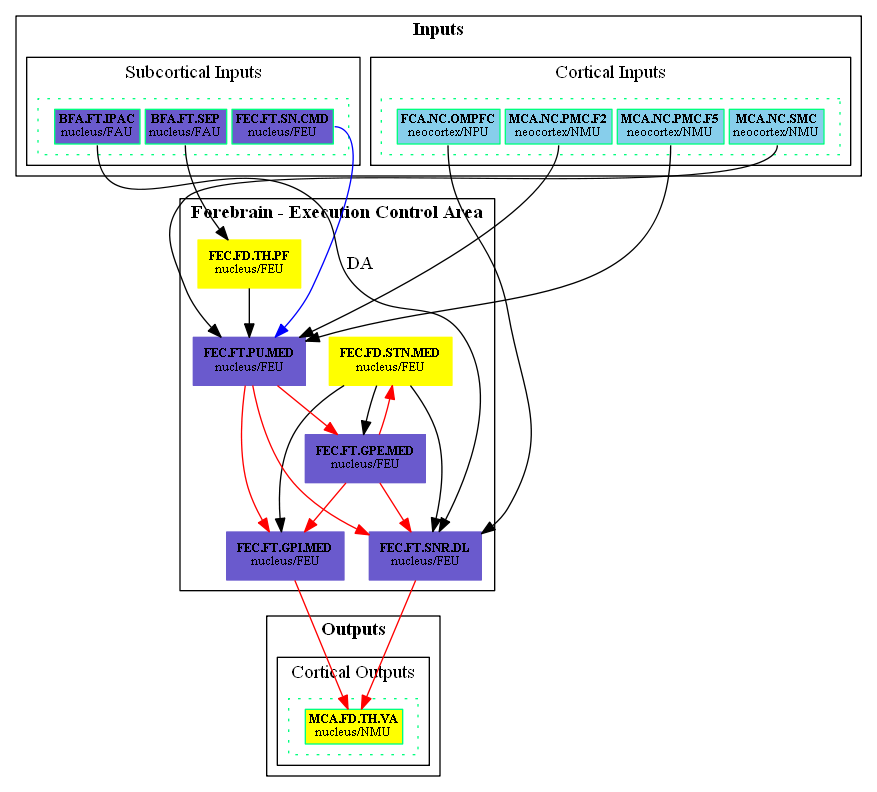 Inputs
Subcortical Inputs
Cortical Inputs
BFA.FT.IPAC
nucleus/FAU
BFA.FT.SEP
nucleus/FAU
FEC.FT.SN.CMD
nucleus/FEU
FCA.NC.OMPFC
neocortex/NPU
MCA.NC.PMC.F2
neocortex/NMU
MCA.NC.PMC.F5
neocortex/NMU
MCA.NC.SMC
neocortex/NMU
Forebrain - Execution Control Area
FEC.FD.TH.PF
nucleus/FEU
DA
FEC.FT.PU.MED
nucleus/FEU
FEC.FD.STN.MED
nucleus/FEU
FEC.FT.GPE.MED
nucleus/FEU
FEC.FT.GPI.MED
nucleus/FEU
FEC.FT.SNR.DL
nucleus/FEU
Outputs
Cortical Outputs
MCA.FD.TH.VA
nucleus/NMU